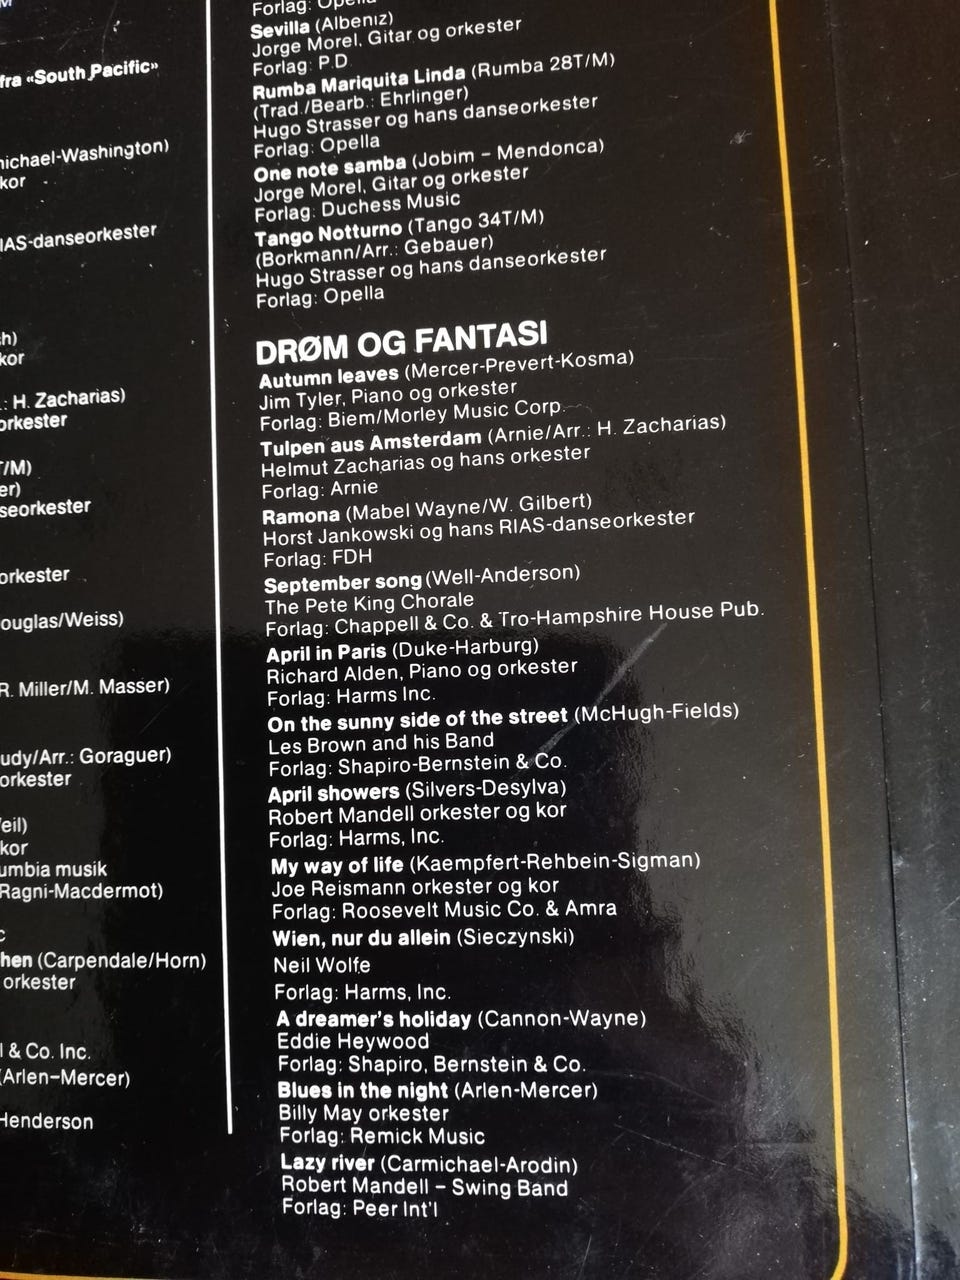 fra «South Pacific»
michael-Washington)
kor
RIAS-danseorkester
h)
kor
.: H. Zacharias)
orkester
T/M)
er)
seorkester
orkester
ouglas/Weiss)
R. Miller/M. Masser)
udy/Arr.: Goraguer)
orkester
eil)
kor
umbia musik
Ragni-Macdermot)
c
hen (Carpendale/Horn)
orkester
l & Co. Inc.
(Arlen–Mercer)
Henderson
Forlag: Opella
Sevilla (Albeniz)
Jorge Morel, Gitar og orkester
Forlag: P.D.
Rumba Mariquita Linda (Rumba 28T/M)
(Trad./Bearb.: Ehrlinger)
Hugo Strasser og hans danseorkester
Forlag: Opella
One note samba (Jobim – Mendonca)
Jorge Morel, Gitar og orkester
Forlag: Duchess Music
Tango Notturno (Tango 34T/M)
(Borkmann/Arr.: Gebauer)
Hugo Strasser og hans danseorkester
Forlag: Opella
DRØM OG FANTASI
Autumn leaves (Mercer-Prevert-Kosma)
Jim Tyler, Piano og orkester
Forlag: Biem/Morley Music Corp.
Tulpen aus Amsterdam (Arnie/Arr.: H. Zacharias)
Helmut Zacharias og hans orkester
Forlag: Arnie
Ramona (Mabel Wayne/W. Gilbert)
Horst Jankowski og hans RIAS-danseorkester
Forlag: FDH
September song (Well-Anderson)
The Pete King Chorale
Forlag: Chappell & Co. & Tro-Hampshire House Pub.
April in Paris (Duke-Harburg)
Richard Alden, Piano og orkester
Forlag: Harms Inc.
On the sunny side of the street (McHugh-Fields)
Les Brown and his Band
Forlag: Shapiro-Bernstein & Co.
April showers (Silvers-Desylva)
Robert Mandell orkester og kor
Forlag: Harms, Inc.
My way of life (Kaempfert-Rehbein-Sigman)
Joe Reismann orkester og kor
Forlag: Roosevelt Music Co. & Amra
Wien, nur du allein (Sieczynski)
Neil Wolfe
Forlag: Harms, Inc.
A dreamer's holiday (Cannon-Wayne)
Eddie Heywood
Forlag: Shapiro, Bernstein & Co.
Blues in the night (Arlen-Mercer)
Billy May orkester
Forlag: Remick Music
Lazy river (Carmichael-Arodin)
Robert Mandell – Swing Band
Forlag: Peer Int'l